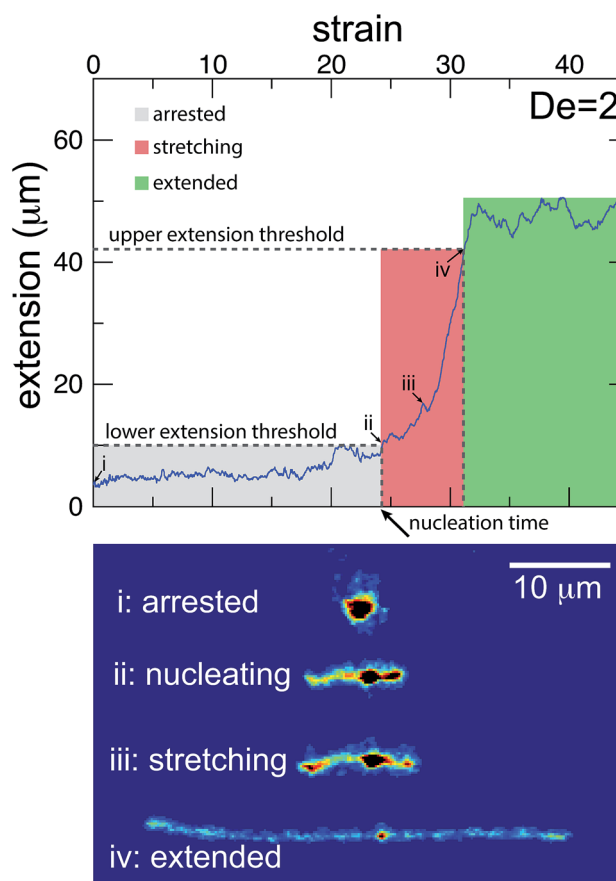 strain
0 10 20 30 40
De=2
arrested
stretching
extended
60
40
20
0
extension (μm)
upper extension threshold
iv
iii
ii
lower extension threshold
i
nucleation time
10 μm
i: arrested
ii: nucleating
iii: stretching
iv: extended